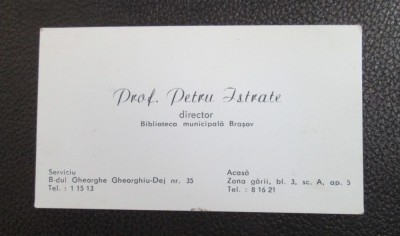 Prof. Petru Istrate
director
Biblioteca municipală Brașov
Serviciu
B-dul Gheorghe Gheorghiu-Dej nr. 35
Tel. : 1 15 13
Acasă
Zona gării, bl. 3, sc. A, ap. 5
Tel. : 8 16 21